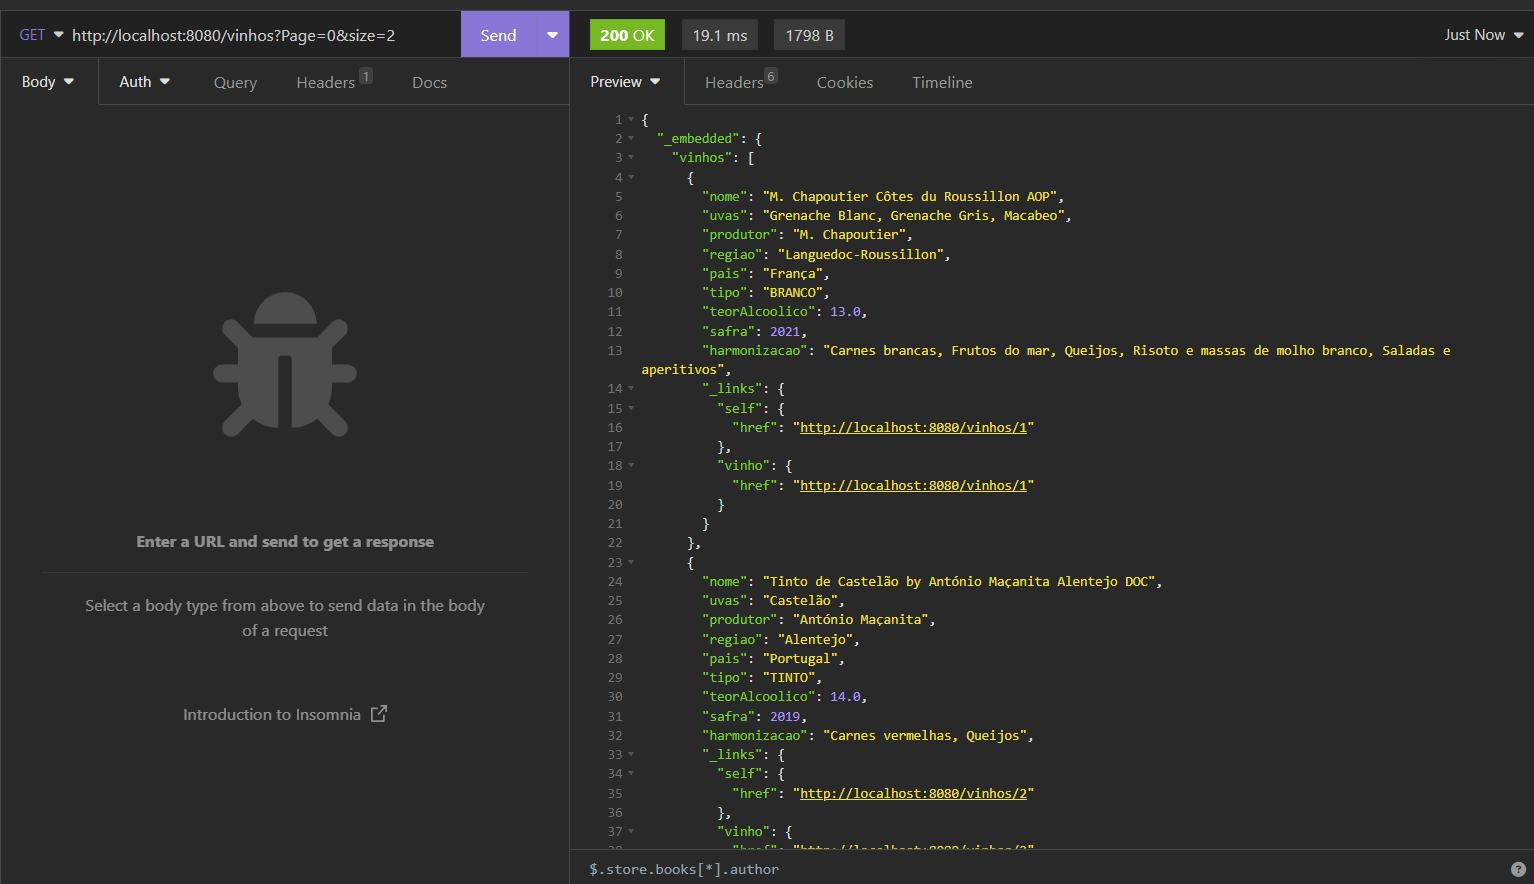 GET http://localhost:8080/vinhos?Page=0&size=2 Send 200 OK 19.1 ms 1798 B Just Now
Body Auth Query Headers 1 Docs
Preview Headers 6 Cookies Timeline
Enter a URL and send to get a response
Select a body type from above to send data in the body
of a request
Introduction to Insomnia
1 {
2 "_embedded": {
3 "vinhos": [
4 {
5 "nome": "M. Chapoutier Côtes du Roussillon AOP",
6 "uvas": "Grenache Blanc, Grenache Gris, Macabeo",
7 "produtor": "M. Chapoutier",
8 "regiao": "Languedoc-Roussillon",
9 "pais": "França",
10 "tipo": "BRANCO",
11 "teorAlcoolico": 13.0,
12 "safra": 2021,
13 "harmonizacao": "Carnes brancas, Frutos do mar, Queijos, Risoto e massas de molho branco, Saladas e
aperitivos",
14 "_links": {
15 "self": {
16 "href": "http://localhost:8080/vinhos/1"
17 },
18 "vinho": {
19 "href": "http://localhost:8080/vinhos/1"
20 }
21 }
22 },
23 {
24 "nome": "Tinto de Castelão by António Maçanita Alentejo DOC",
25 "uvas": "Castelão",
26 "produtor": "António Maçanita",
27 "regiao": "Alentejo",
28 "pais": "Portugal",
29 "tipo": "TINTO",
30 "teorAlcoolico": 14.0,
31 "safra": 2019,
32 "harmonizacao": "Carnes vermelhas, Queijos",
33 "_links": {
34 "self": {
35 "href": "http://localhost:8080/vinhos/2"
36 },
37 "vinho": {
$.store.books[*].author ?